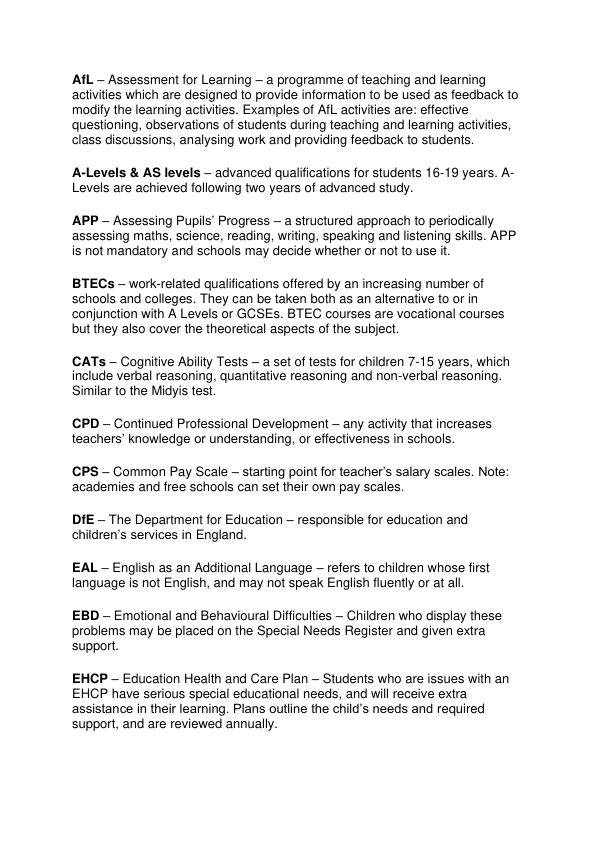 AfL – Assessment for Learning – a programme of teaching and learning
activities which are designed to provide information to be used as feedback to
modify the learning activities. Examples of AfL activities are: effective
questioning, observations of students during teaching and learning activities,
class discussions, analysing work and providing feedback to students.
A-Levels & AS levels – advanced qualifications for students 16-19 years. A-
Levels are achieved following two years of advanced study.
APP – Assessing Pupils’ Progress – a structured approach to periodically
assessing maths, science, reading, writing, speaking and listening skills. APP
is not mandatory and schools may decide whether or not to use it.
BTECs – work-related qualifications offered by an increasing number of
schools and colleges. They can be taken both as an alternative to or in
conjunction with A Levels or GCSEs. BTEC courses are vocational courses
but they also cover the theoretical aspects of the subject.
CATs – Cognitive Ability Tests – a set of tests for children 7-15 years, which
include verbal reasoning, quantitative reasoning and non-verbal reasoning.
Similar to the Midyis test.
CPD – Continued Professional Development – any activity that increases
teachers’ knowledge or understanding, or effectiveness in schools.
CPS – Common Pay Scale – starting point for teacher’s salary scales. Note:
academies and free schools can set their own pay scales.
DfE – The Department for Education – responsible for education and
children’s services in England.
EAL – English as an Additional Language – refers to children whose first
language is not English, and may not speak English fluently or at all.
EBD – Emotional and Behavioural Difficulties – Children who display these
problems may be placed on the Special Needs Register and given extra
support.
EHCP – Education Health and Care Plan – Students who are issues with an
EHCP have serious special educational needs, and will receive extra
assistance in their learning. Plans outline the child’s needs and required
support, and are reviewed annually.